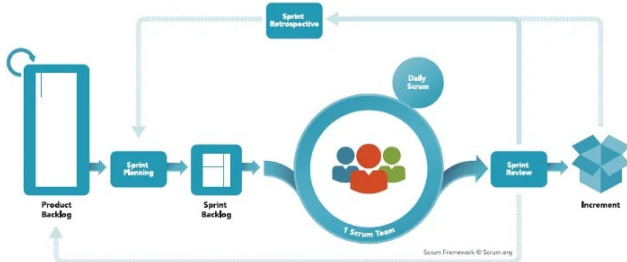 Sprint
Retrospective
Daily
Scrum
Sprint
Planning
Sprint
Review
Product
Backlog
Sprint
Backlog
1 Scrum Team
Increment
Scrum Framework © Scrum.org